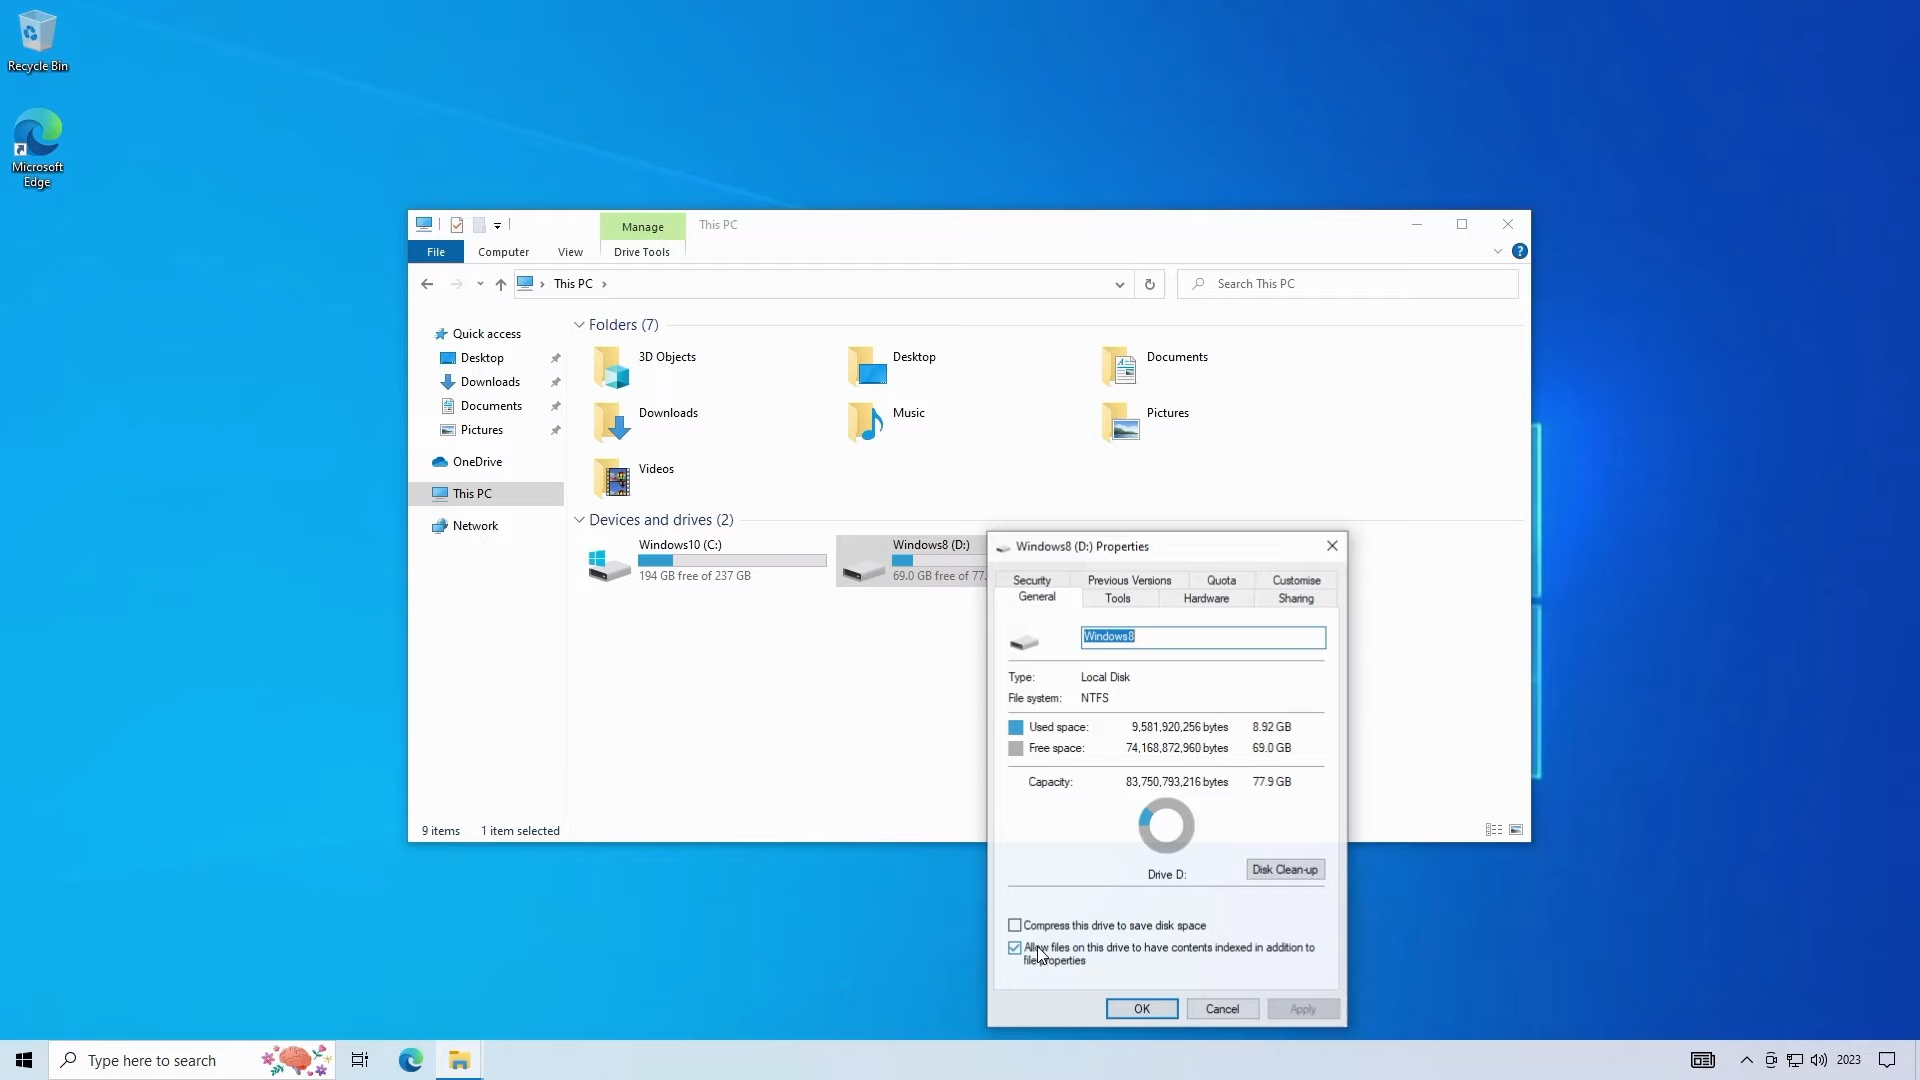 Recycle Bin
Microsoft
Edge
Manage
This PC
File
Computer
View
Drive Tools
This PC
Search This PC
Quick access
Desktop
Downloads
Documents
Pictures
OneDrive
This PC
Network
Folders (7)
3D Objects
Desktop
Documents
Downloads
Music
Pictures
Videos
Devices and drives (2)
Windows10 (C:)
194 GB free of 237 GB
Windows8 (D:)
69.0 GB free of 77.
9 items
1 item selected
Windows8 (D:) Properties
Security
Previous Versions
Quota
Customise
General
Tools
Hardware
Sharing
Windows8
Type: Local Disk
File system: NTFS
Used space: 9,581,920,256 bytes 8.92 GB
Free space: 74,168,872,960 bytes 69.0 GB
Capacity: 83,750,793,216 bytes 77.9 GB
Drive D:
Disk Clean-up
Compress this drive to save disk space
Allow files on this drive to have contents indexed in addition to
file properties
OK
Cancel
Apply
Type here to search
2023